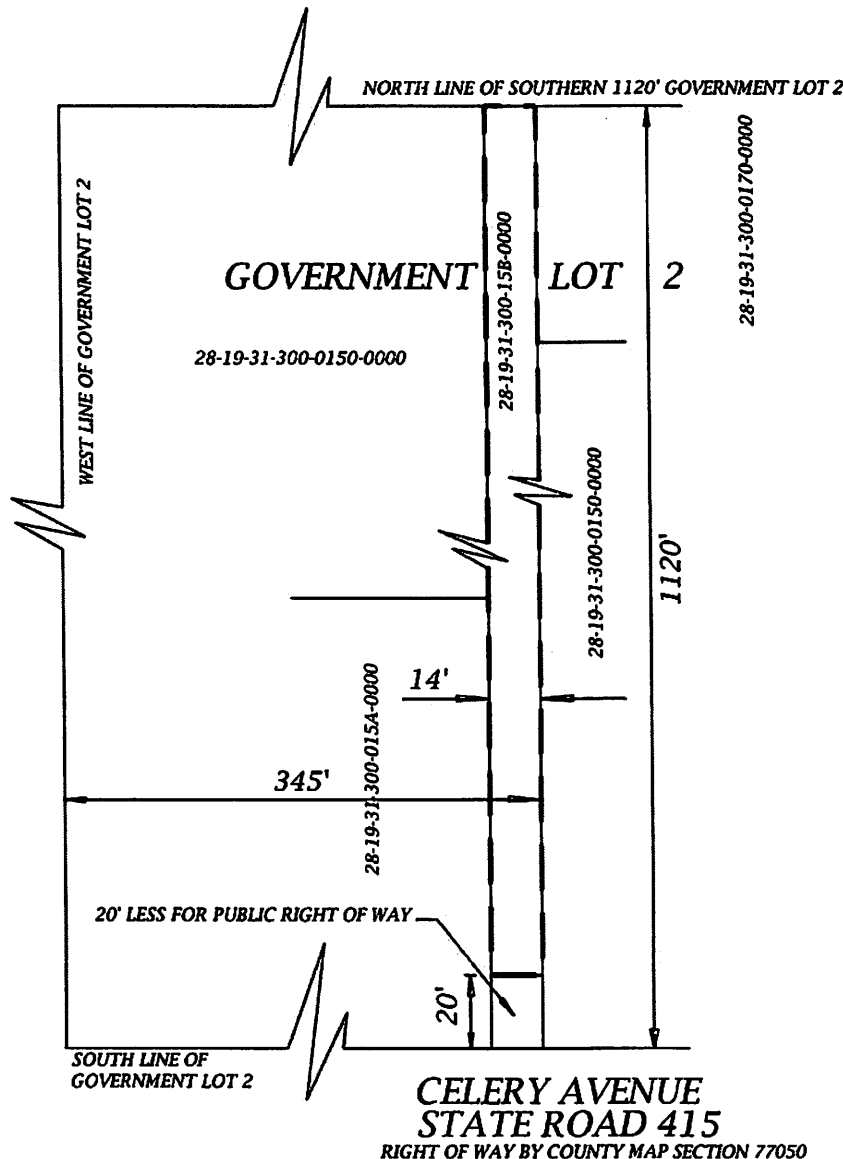 NORTH LINE OF SOUTHERN 1120' GOVERNMENT LOT 2
WEST LINE OF GOVERNMENT LOT 2
28-19-31-300-15B-0000
28-19-31-300-0170-0000
GOVERNMENT LOT 2
28-19-31-300-0150-0000
28-19-31-300-0150-0000
1120'
14'
28-19-31-300-015A-0000
345'
20' LESS FOR PUBLIC RIGHT OF WAY
20'
SOUTH LINE OF
GOVERNMENT LOT 2
CELERY AVENUE
STATE ROAD 415
RIGHT OF WAY BY COUNTY MAP SECTION 77050